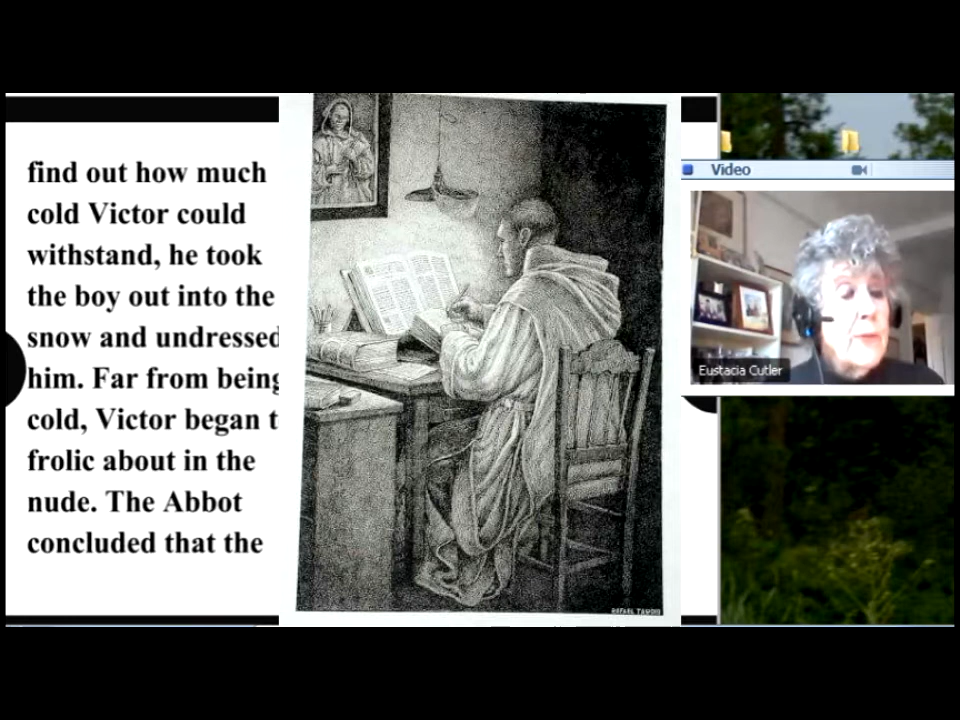 find out how much
cold Victor could
withstand, he took
the boy out into the
snow and undressed
him. Far from being
cold, Victor began t
frolic about in the
nude. The Abbot
concluded that the
Video
Eustacia Cutler